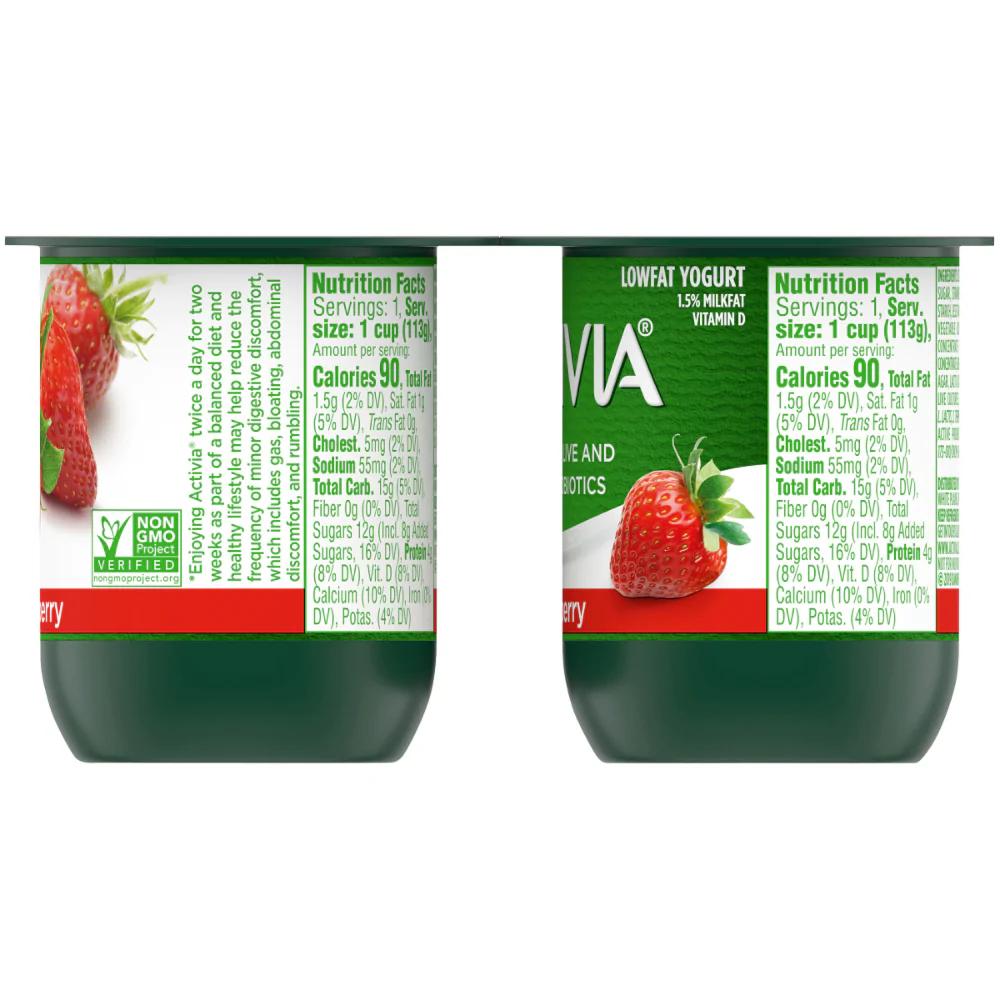 *Enjoying Activia® twice a day for two
weeks as part of a balanced diet and
healthy lifestyle may help reduce the
frequency of minor digestive discomfort,
which includes gas, bloating, abdominal
discomfort, and rumbling.
NON
GMO
Project
VERIFIED
nongmoproject.org
erry
Nutrition Facts
Servings: 1, Serv.
size: 1 cup (113g),
Amount per serving:
Calories 90, Total Fat
1.5g (2% DV), Sat. Fat 1g
(5% DV), Trans Fat 0g,
Cholest. 5mg (2% DV),
Sodium 55mg (2% DV),
Total Carb. 15g (5% DV),
Fiber 0g (0% DV), Total
Sugars 12g (Incl. 8g Added
Sugars, 16% DV), Protein 4g
(8% DV), Vit. D (8% DV),
Calcium (10% DV), Iron (0%
DV), Potas. (4% DV)
LOWFAT YOGURT
1.5% MILKFAT
VITAMIN D
VIA®
LIVE AND
BIOTICS
erry
Nutrition Facts
Servings: 1, Serv.
size: 1 cup (113g),
Amount per serving:
Calories 90, Total Fat
1.5g (2% DV), Sat. Fat 1g
(5% DV), Trans Fat 0g,
Cholest. 5mg (2% DV),
Sodium 55mg (2% DV),
Total Carb. 15g (5% DV),
Fiber 0g (0% DV), Total
Sugars 12g (Incl. 8g Added
Sugars, 16% DV), Protein 4g
(8% DV), Vit. D (8% DV),
Calcium (10% DV), Iron (0%
DV), Potas. (4% DV)